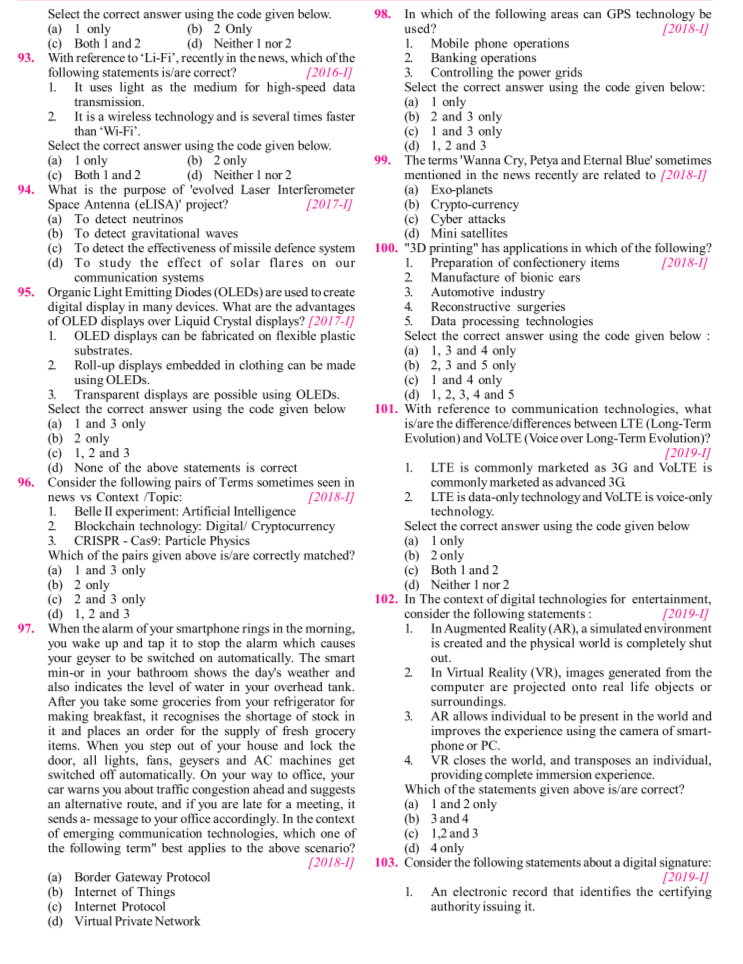 Select the correct answer using the code given below.
(a) 1 only (b) 2 Only
(c) Both 1 and 2 (d) Neither 1 nor 2
93. With reference to ‘Li-Fi’, recently in the news, which of the
following statements is/are correct? [2016-I]
1. It uses light as the medium for high-speed data
transmission.
2. It is a wireless technology and is several times faster
than ‘Wi-Fi’.
Select the correct answer using the code given below.
(a) 1 only (b) 2 only
(c) Both 1 and 2 (d) Neither 1 nor 2
94. What is the purpose of 'evolved Laser Interferometer
Space Antenna (eLISA)' project? [2017-I]
(a) To detect neutrinos
(b) To detect gravitational waves
(c) To detect the effectiveness of missile defence system
(d) To study the effect of solar flares on our
communication systems
95. Organic Light Emitting Diodes (OLEDs) are used to create
digital display in many devices. What are the advantages
of OLED displays over Liquid Crystal displays? [2017-I]
1. OLED displays can be fabricated on flexible plastic
substrates.
2. Roll-up displays embedded in clothing can be made
using OLEDs.
3. Transparent displays are possible using OLEDs.
Select the correct answer using the code given below
(a) 1 and 3 only
(b) 2 only
(c) 1, 2 and 3
(d) None of the above statements is correct
96. Consider the following pairs of Terms sometimes seen in
news vs Context /Topic: [2018-I]
1. Belle II experiment: Artificial Intelligence
2. Blockchain technology: Digital/ Cryptocurrency
3. CRISPR - Cas9: Particle Physics
Which of the pairs given above is/are correctly matched?
(a) 1 and 3 only
(b) 2 only
(c) 2 and 3 only
(d) 1, 2 and 3
97. When the alarm of your smartphone rings in the morning,
you wake up and tap it to stop the alarm which causes
your geyser to be switched on automatically. The smart
min-or in your bathroom shows the day's weather and
also indicates the level of water in your overhead tank.
After you take some groceries from your refrigerator for
making breakfast, it recognises the shortage of stock in
it and places an order for the supply of fresh grocery
items. When you step out of your house and lock the
door, all lights, fans, geysers and AC machines get
switched off automatically. On your way to office, your
car warns you about traffic congestion ahead and suggests
an alternative route, and if you are late for a meeting, it
sends a- message to your office accordingly. In the context
of emerging communication technologies, which one of
the following term" best applies to the above scenario?
[2018-I]
(a) Border Gateway Protocol
(b) Internet of Things
(c) Internet Protocol
(d) Virtual Private Network
98. In which of the following areas can GPS technology be
used? [2018-I]
1. Mobile phone operations
2. Banking operations
3. Controlling the power grids
Select the correct answer using the code given below:
(a) 1 only
(b) 2 and 3 only
(c) 1 and 3 only
(d) 1, 2 and 3
99. The terms 'Wanna Cry, Petya and Eternal Blue' sometimes
mentioned in the news recently are related to [2018-I]
(a) Exo-planets
(b) Crypto-currency
(c) Cyber attacks
(d) Mini satellites
100. "3D printing" has applications in which of the following?
1. Preparation of confectionery items [2018-I]
2. Manufacture of bionic ears
3. Automotive industry
4. Reconstructive surgeries
5. Data processing technologies
Select the correct answer using the code given below :
(a) 1, 3 and 4 only
(b) 2, 3 and 5 only
(c) 1 and 4 only
(d) 1, 2, 3, 4 and 5
101. With reference to communication technologies, what
is/are the difference/differences between LTE (Long-Term
Evolution) and VoLTE (Voice over Long-Term Evolution)?
[2019-I]
1. LTE is commonly marketed as 3G and VoLTE is
commonly marketed as advanced 3G.
2. LTE is data-only technology and VoLTE is voice-only
technology.
Select the correct answer using the code given below
(a) 1 only
(b) 2 only
(c) Both 1 and 2
(d) Neither 1 nor 2
102. In The context of digital technologies for entertainment,
consider the following statements : [2019-I]
1. In Augmented Reality (AR), a simulated environment
is created and the physical world is completely shut
out.
2. In Virtual Reality (VR), images generated from the
computer are projected onto real life objects or
surroundings.
3. AR allows individual to be present in the world and
improves the experience using the camera of smart-
phone or PC.
4. VR closes the world, and transposes an individual,
providing complete immersion experience.
Which of the statements given above is/are correct?
(a) 1 and 2 only
(b) 3 and 4
(c) 1,2 and 3
(d) 4 only
103. Consider the following statements about a digital signature:
[2019-I]
1. An electronic record that identifies the certifying
authority issuing it.